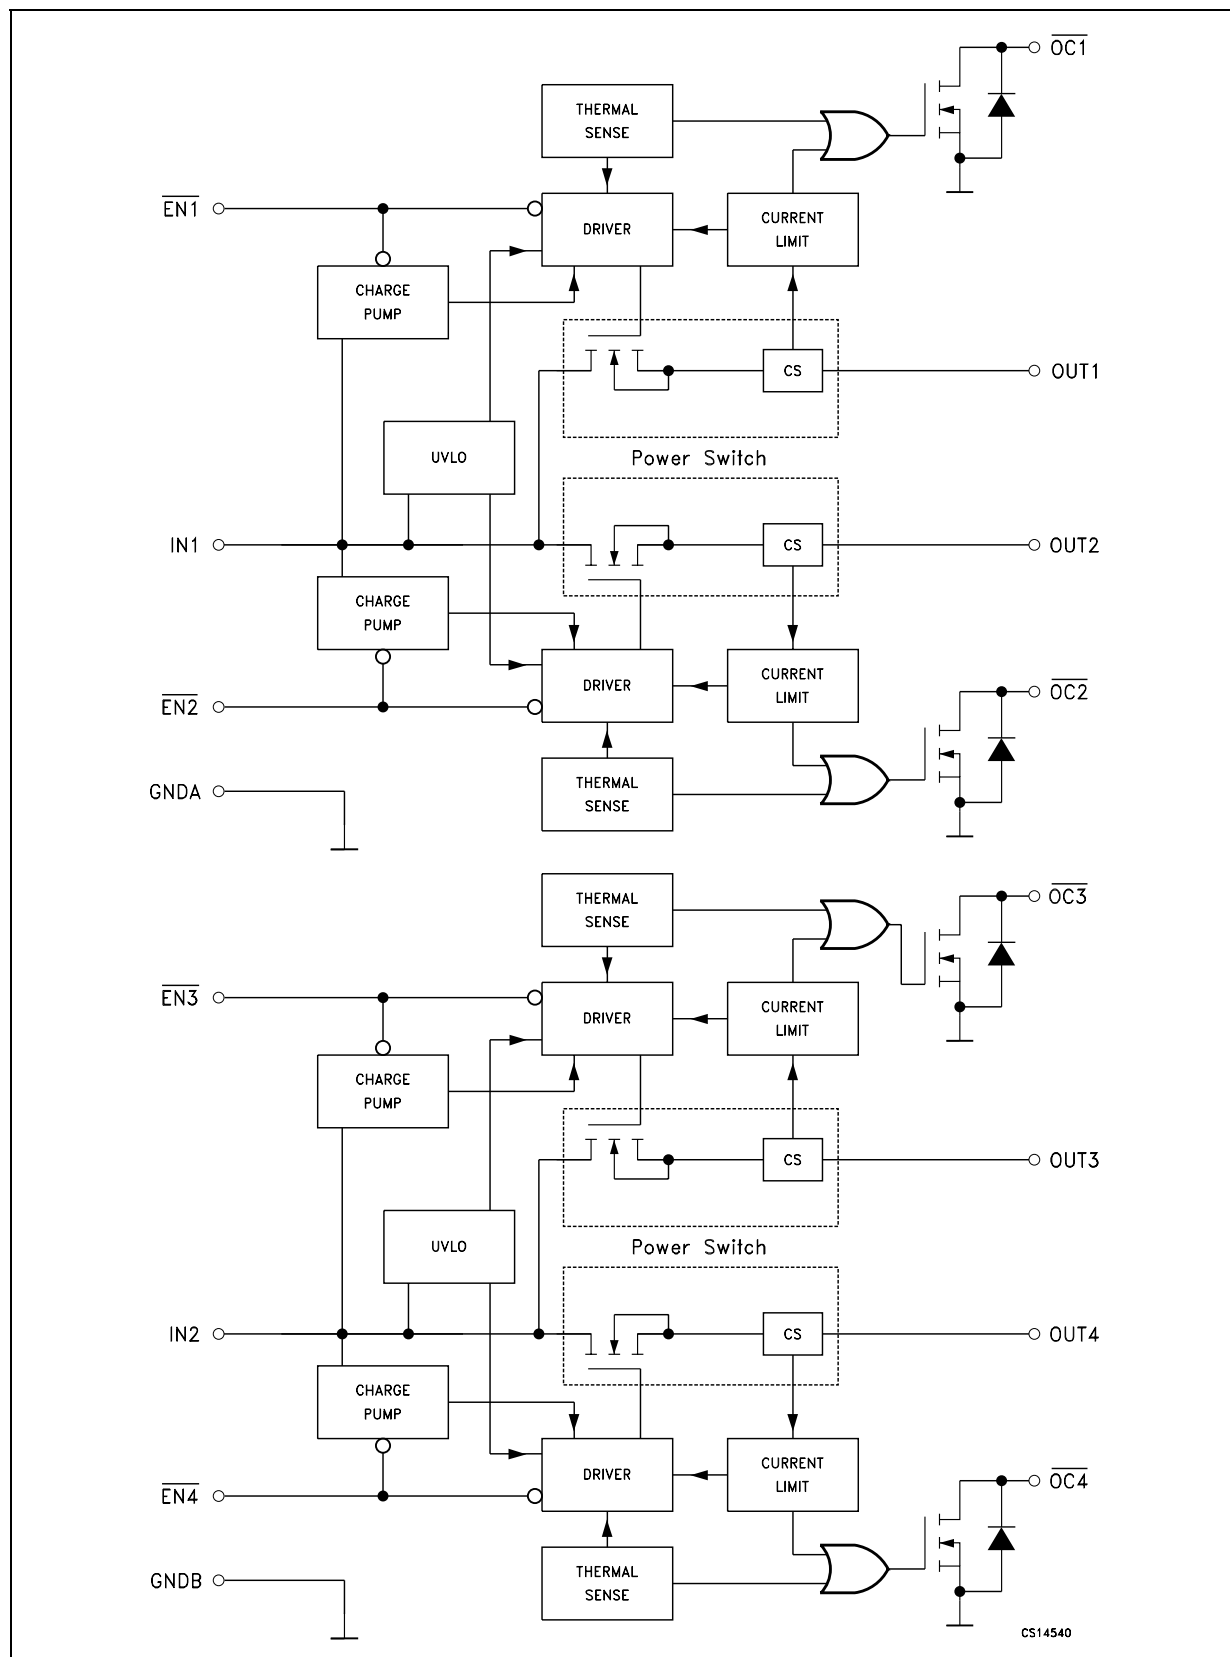 OC1
THERMAL
SENSE
EN1
DRIVER
CURRENT
LIMIT
CHARGE
PUMP
CS
OUT1
UVLO
Power Switch
IN1
CS
OUT2
CHARGE
PUMP
DRIVER
CURRENT
LIMIT
OC2
EN2
GNDA
THERMAL
SENSE
THERMAL
SENSE
OC3
EN3
DRIVER
CURRENT
LIMIT
CHARGE
PUMP
CS
OUT3
UVLO
Power Switch
IN2
CS
OUT4
CHARGE
PUMP
DRIVER
CURRENT
LIMIT
OC4
EN4
GNDB
THERMAL
SENSE
CS14540